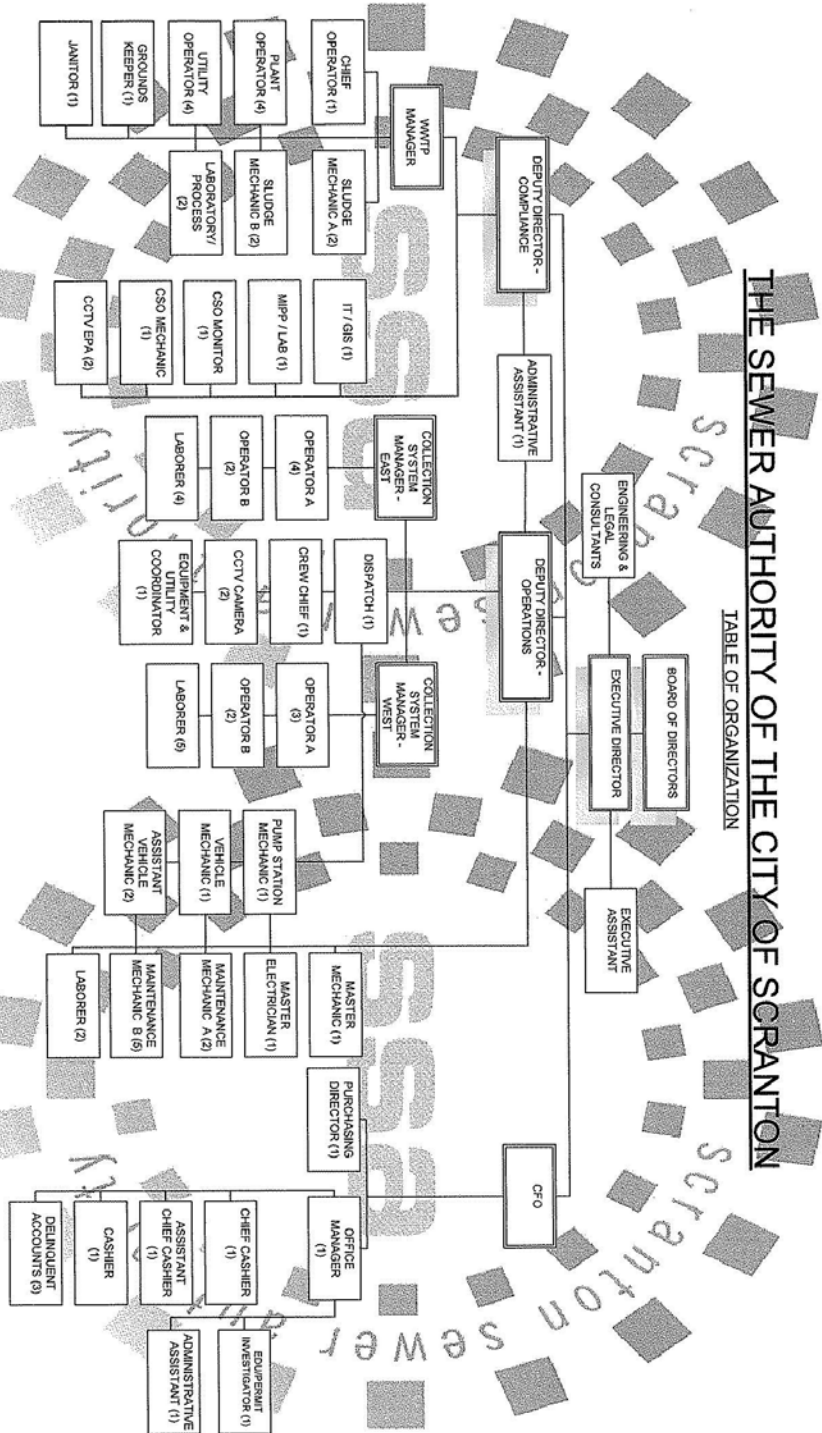 THE SEWER AUTHORITY OF THE CITY OF SCRANTON
TABLE OF ORGANIZATION
BOARD OF DIRECTORS
ENGINEERING &
LEGAL
CONSULTANTS
EXECUTIVE DIRECTOR
EXECUTIVE
ASSISTANT
DEPUTY DIRECTOR -
COMPLIANCE
ADMINISTRATIVE
ASSISTANT (1)
DEPUTY DIRECTOR -
OPERATIONS
CFO
WWTP
MANAGER
CHIEF
OPERATOR (1)
PLANT
OPERATOR (4)
UTILITY
OPERATOR (4)
GROUNDS
KEEPER (1)
JANITOR (1)
SLUDGE
MECHANIC A (2)
SLUDGE
MECHANIC B (2)
LABORATORY/
PROCESS
(2)
IT / GIS (1)
MIPP / LAB (1)
CSO MONITOR
(1)
CSO MECHANIC
(1)
CCTV EPA (2)
COLLECTION
SYSTEM
MANAGER -
EAST
OPERATOR A
(4)
OPERATOR B
(2)
LABORER (4)
DISPATCH (1)
CREW CHIEF (1)
CCTV CAMERA
(2)
EQUIPMENT &
UTILITY
COORDINATOR
(1)
COLLECTION
SYSTEM
MANAGER -
WEST
OPERATOR A
(3)
OPERATOR B
(2)
LABORER (5)
PUMP STATION
MECHANIC (1)
VEHICLE
MECHANIC (1)
ASSISTANT
VEHICLE
MECHANIC (2)
MASTER
MECHANIC (1)
MASTER
ELECTRICIAN (1)
MAINTENANCE
MECHANIC A (2)
MAINTENANCE
MECHANIC B (5)
LABORER (2)
PURCHASING
DIRECTOR (1)
OFFICE
MANAGER
(1)
CHIEF CASHIER
(1)
ASSISTANT
CHIEF CASHIER
(1)
CASHIER
(1)
DELINQUENT
ACCOUNTS (3)
EDU/PERMIT
INVESTIGATOR (1)
ADMINISTRATIVE
ASSISTANT (1)
ssa
scranton sewer